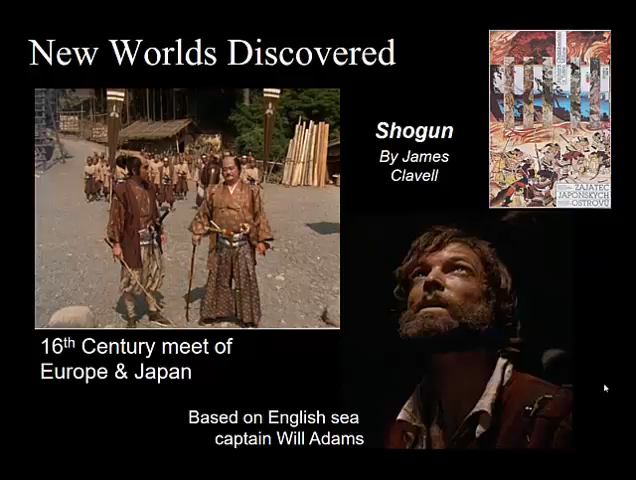 New Worlds Discovered
Shogun
By James
Clavell
ZAJATEC
JAPONSKÝCH
OSTROVŮ
16th Century meet of
Europe & Japan
Based on English sea
captain Will Adams